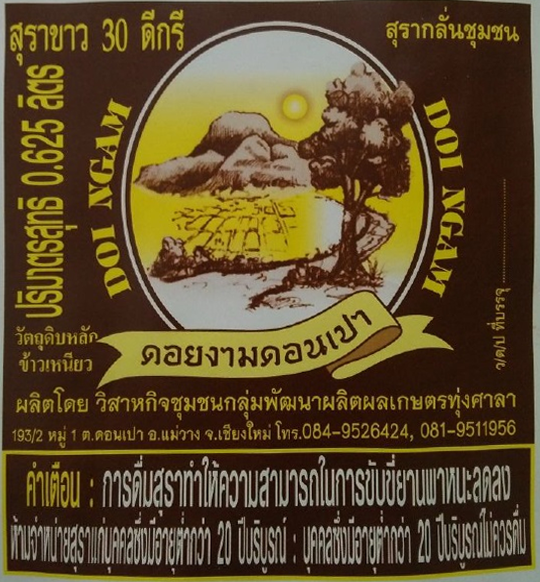 สุราขาว 30 ดีกรี
สุรากลั่นชุมชน
ปริมาตรสุทธิ 0.625 ลิตร
DOI NGAM
DOI NGAM
ว/ด/ป ที่บรรจุ
วัตถุดิบหลัก
ข้าวเหนียว
ดอยงามดอนเปา
ผลิตโดย วิสาหกิจชุมชนกลุ่มพัฒนาผลิตผลเกษตรทุ่งศาลา
193/2 หมู่ 1 ต.ดอนเปา อ.แม่วาง จ.เชียงใหม่ โทร.084-9526424, 081-9511956
คำเตือน : การดื่มสุราทำให้ความสามารถในการขับขี่ยานพาหนะลดลง
ห้ามจำหน่ายสุราแก่บุคคลซึ่งมีอายุต่ำกว่า 20 ปีบริบูรณ์ : บุคคลซึ่งมีอายุต่ำกว่า 20 ปีบริบูรณ์ไม่ควรดื่ม